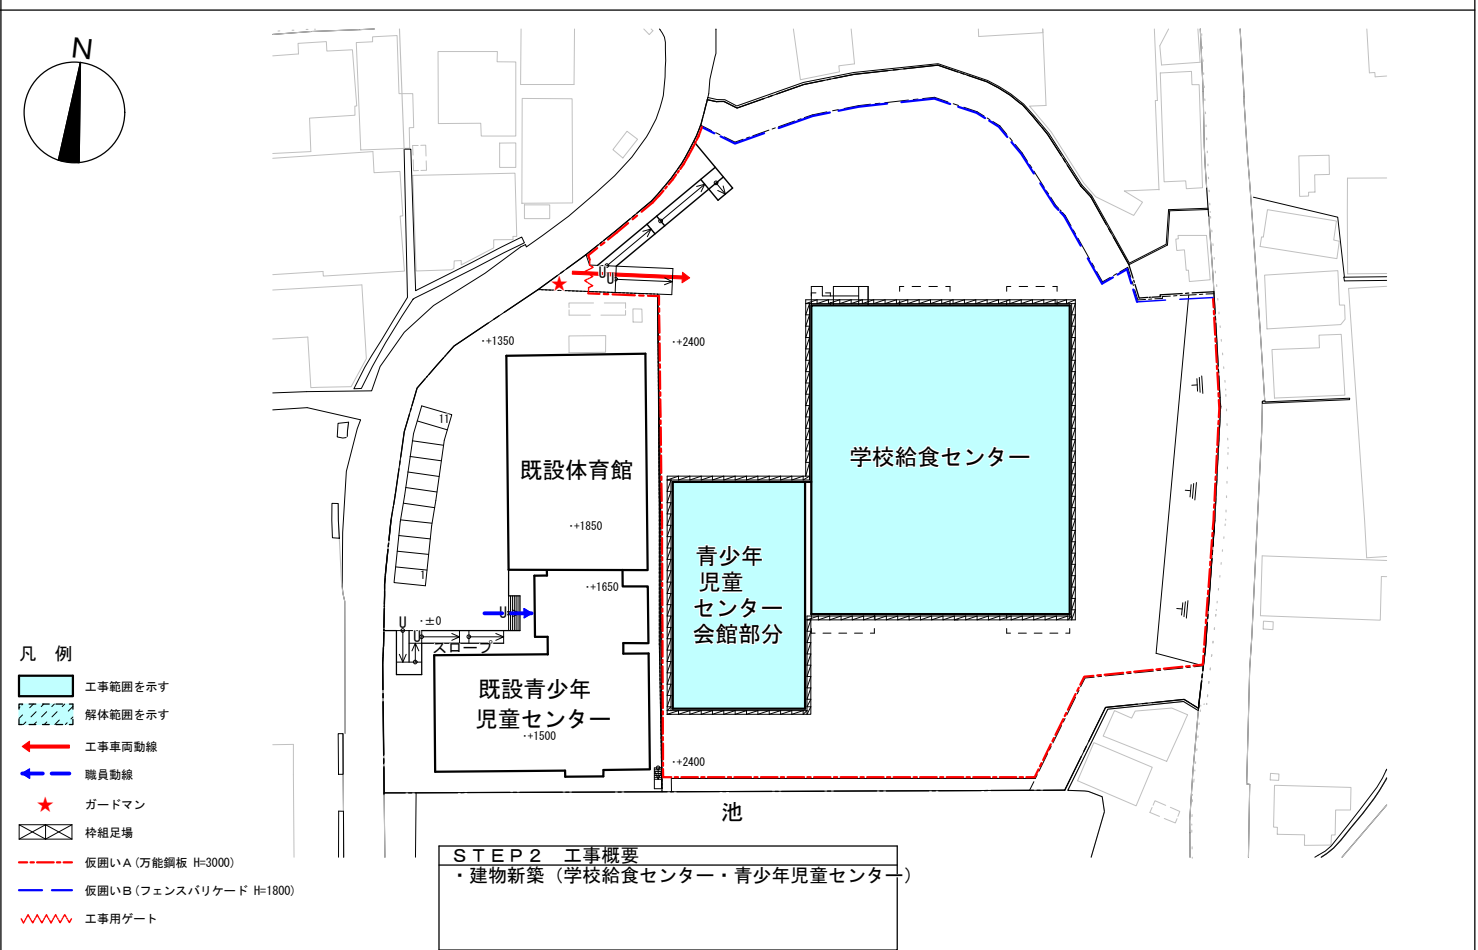 N
·+1350
·+2400
11
既設体育館
学校給食センター
·+1850
青少年
児童
センター
会館部分
1
·+1650
U
U
U
·±0
U
U
スロープ
既設青少年
児童センター
·+1500
·+2400
池
凡 例
工事範囲を示す
解体範囲を示す
工事車両動線
職員動線
ガードマン
枠組足場
仮囲いA(万能鋼板 H=3000)
仮囲いB(フェンスバリケード H=1800)
工事用ゲート
STEP2 工事概要
・建物新築(学校給食センター・青少年児童センター)